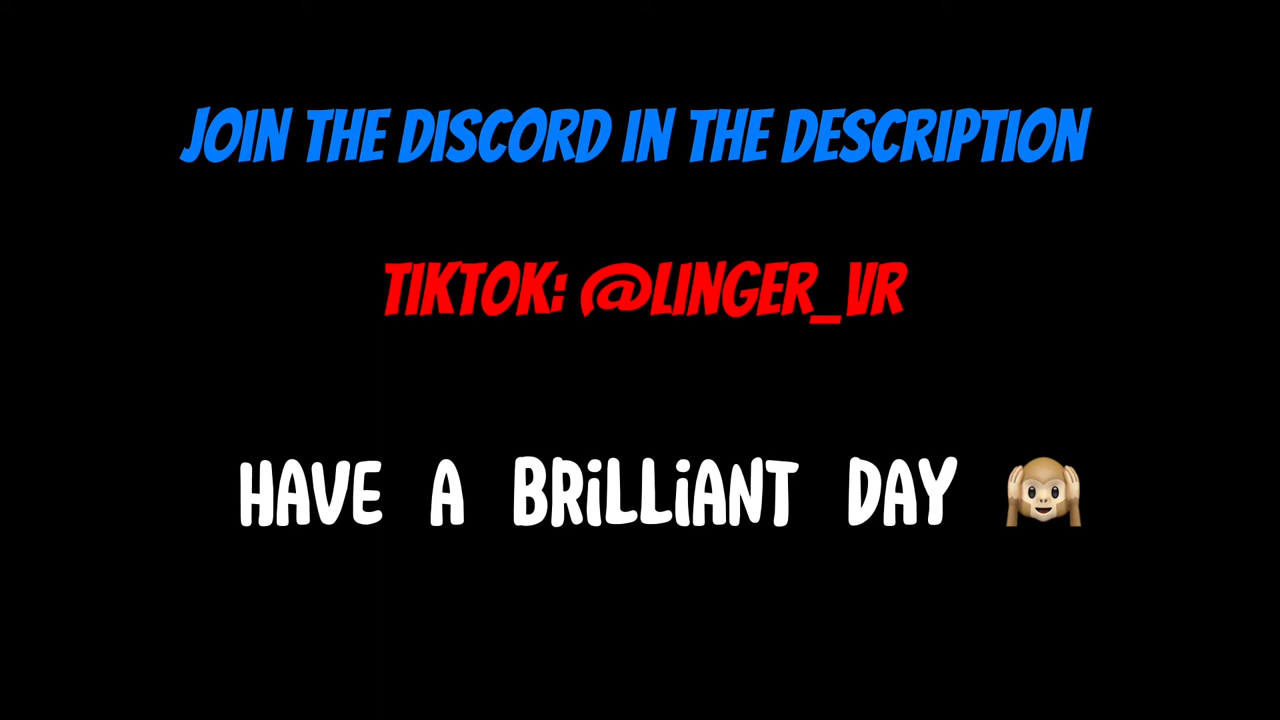 JOIN THE DISCORD IN THE DESCRIPTION
TIKTOK: @LINGER_VR
HAVE A BRiLLiANT DAY 🙉